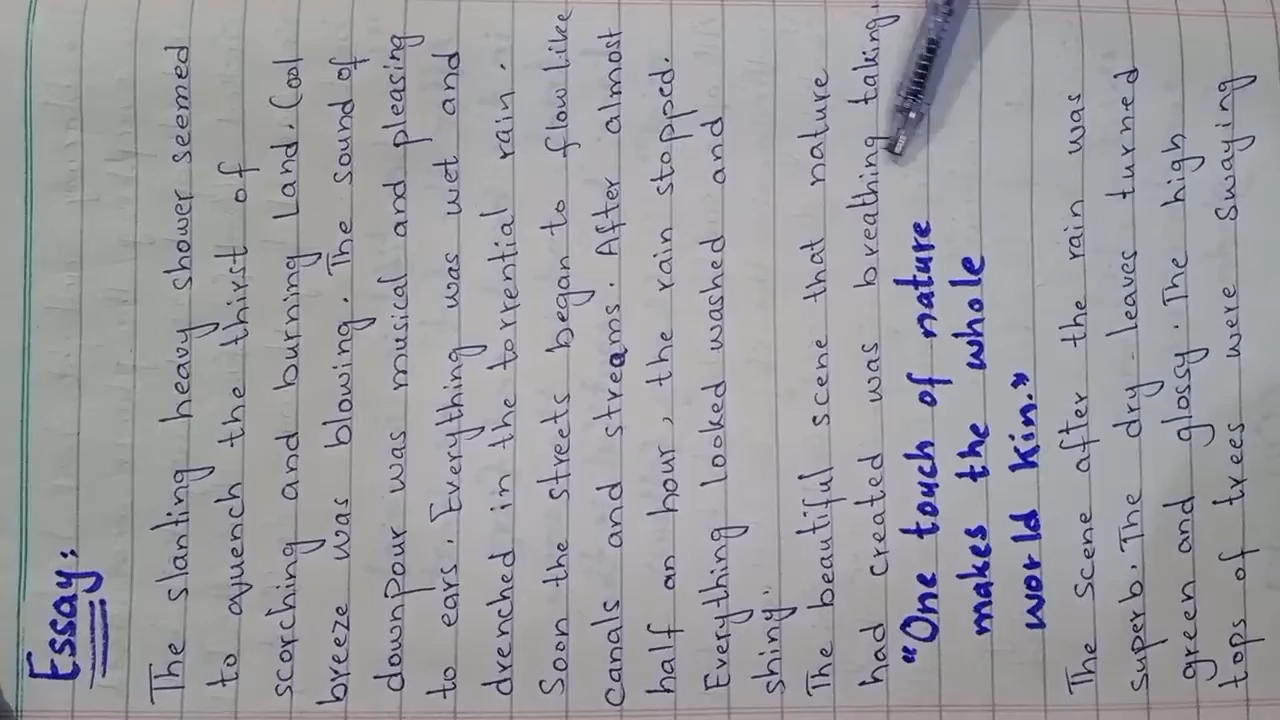 Essay:
The slanting heavy shower seemed
to quench the thirst of
scorching and burning Land. Cool
breeze was blowing. The sound of
downpour was musical and pleasing
to ears. Everything was wet and
drenched in the torrential rain.
Soon the streets began to flow like
canals and streams. After almost
half an hour, the rain stopped.
Everything looked washed and
shiny.
The beautiful scene that nature
had created was breathing taking.
"One touch of nature
makes the whole
world kin."
The scene after the rain was
superb. The dry leaves turned
green and glossy. The high
tops of trees were swaying